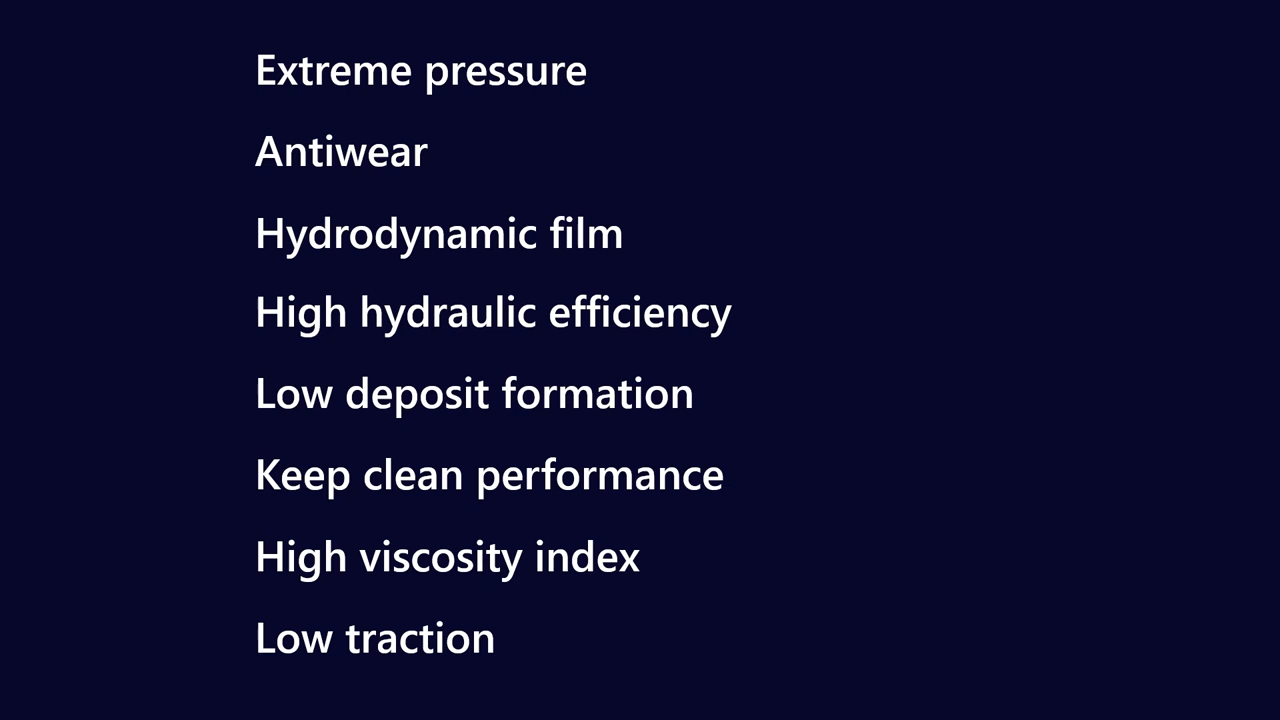 Extreme pressure
Antiwear
Hydrodynamic film
High hydraulic efficiency
Low deposit formation
Keep clean performance
High viscosity index
Low traction